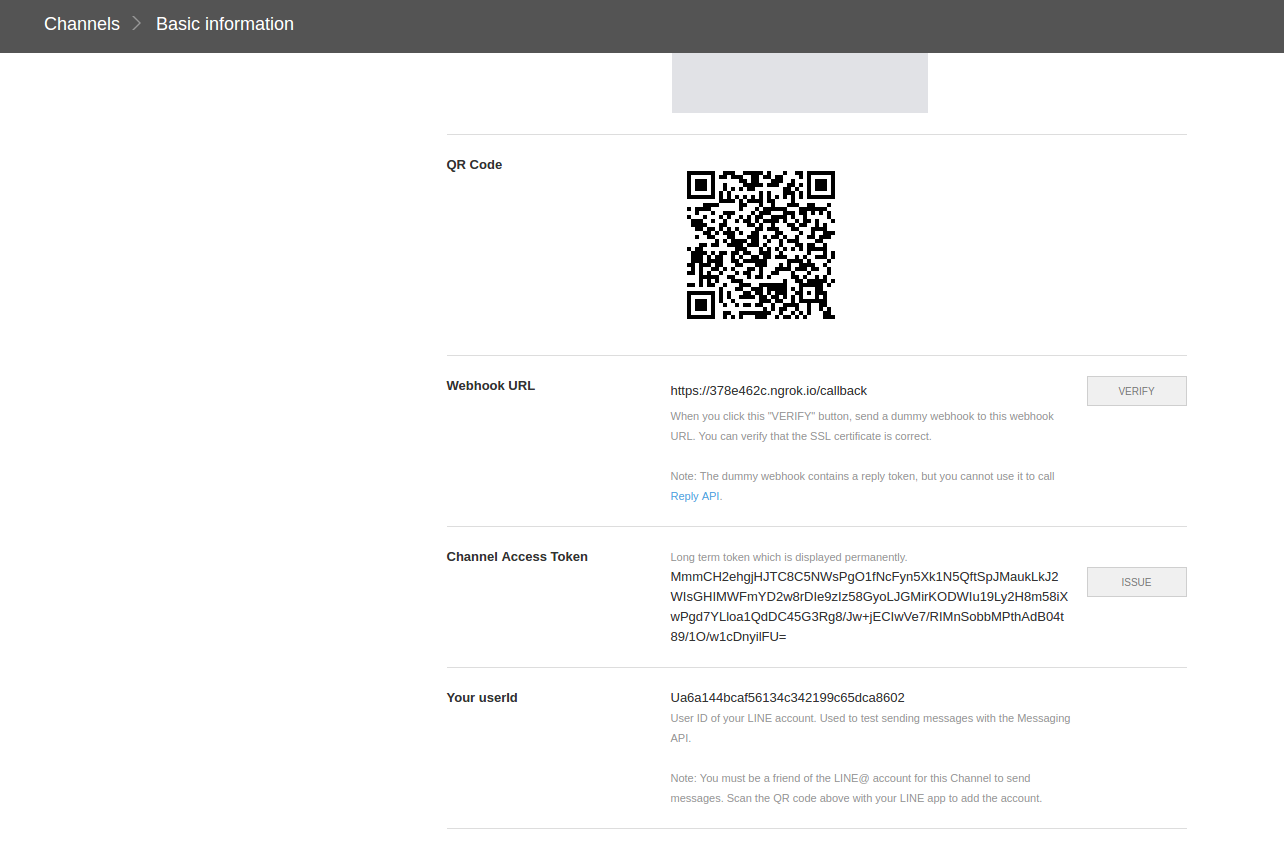 Channels
Basic information
QR Code
Webhook URL
https://378e462c.ngrok.io/callback
VERIFY
When you click this "VERIFY" button, send a dummy webhook to this webhook
URL. You can verify that the SSL certificate is correct.
Note: The dummy webhook contains a reply token, but you cannot use it to call
Reply API.
Channel Access Token
Long term token which is displayed permanently.
MmmCH2ehgjHJTC8C5NWsPgO1fNcFyn5Xk1N5QftSpJMaukLkJ2
WIsGHIMWFmYD2w8rDIe9zIz58GyoLJGMirKODWIu19Ly2H8m58iX
wPgd7YLloa1QdDC45G3Rg8/Jw+jECIwVe7/RIMnSobbMPthAdB04t
89/1O/w1cDnyilFU=
ISSUE
Your userId
Ua6a144bcaf56134c342199c65dca8602
User ID of your LINE account. Used to test sending messages with the Messaging
API.
Note: You must be a friend of the LINE@ account for this Channel to send
messages. Scan the QR code above with your LINE app to add the account.